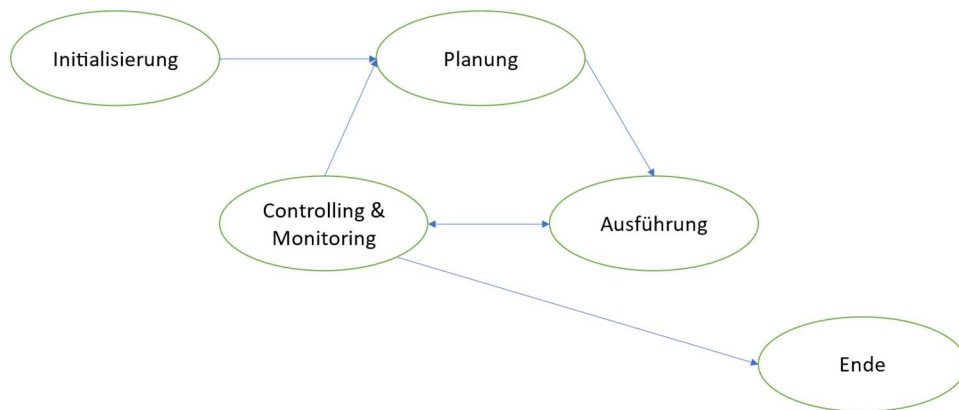 Initialisierung
Planung
Controlling &
Monitoring
Ausführung
Ende